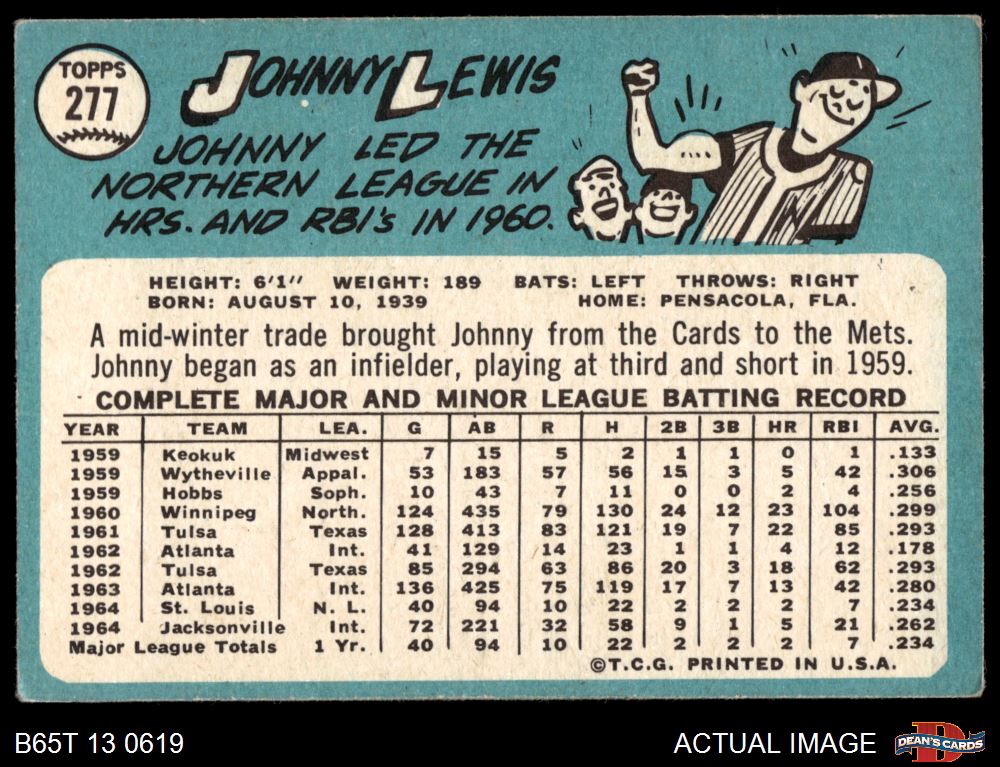 TOPPS
277
JOHNNY LEWIS
JOHNNY LED THE
NORTHERN LEAGUE IN
HRS. AND RBI's IN 1960.
HEIGHT: 6'1" WEIGHT: 189 BATS: LEFT THROWS: RIGHT
BORN: AUGUST 10, 1939 HOME: PENSACOLA, FLA.
A mid-winter trade brought Johnny from the Cards to the Mets.
Johnny began as an infielder, playing at third and short in 1959.
COMPLETE MAJOR AND MINOR LEAGUE BATTING RECORD
YEAR TEAM LEA. G AB R H 2B 3B HR RBI AVG.
1959 Keokuk Midwest 7 15 5 2 1 1 0 1 .133
1959 Wytheville Appal. 53 183 57 56 15 3 5 42 .306
1959 Hobbs Soph. 10 43 7 11 0 0 2 4 .256
1960 Winnipeg North. 124 435 79 130 24 12 23 104 .299
1961 Tulsa Texas 128 413 83 121 19 7 22 85 .293
1962 Atlanta Int. 41 129 14 23 1 1 4 12 .178
1962 Tulsa Texas 85 294 63 86 20 3 18 62 .293
1963 Atlanta Int. 136 425 75 119 17 7 13 42 .280
1964 St. Louis N. L. 40 94 10 22 2 2 2 7 .234
1964 Jacksonville Int. 72 221 32 58 9 1 5 21 .262
Major League Totals 1 Yr. 40 94 10 22 2 2 2 7 .234
©T.C.G. PRINTED IN U.S.A.
B65T 13 0619 ACTUAL IMAGE D DEAN'S CARDS